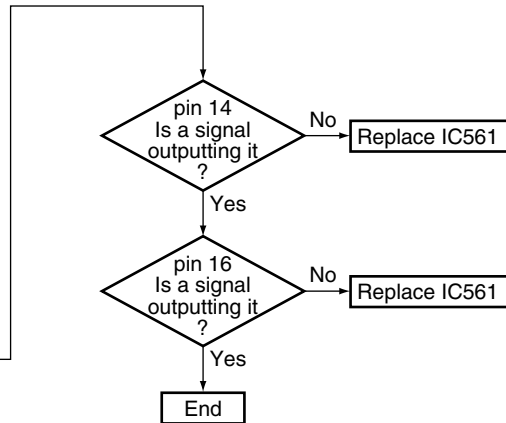 pin 14
Is a signal
outputting it
?
No
Replace IC561
Yes
pin 16
Is a signal
outputting it
?
No
Replace IC561
Yes
End